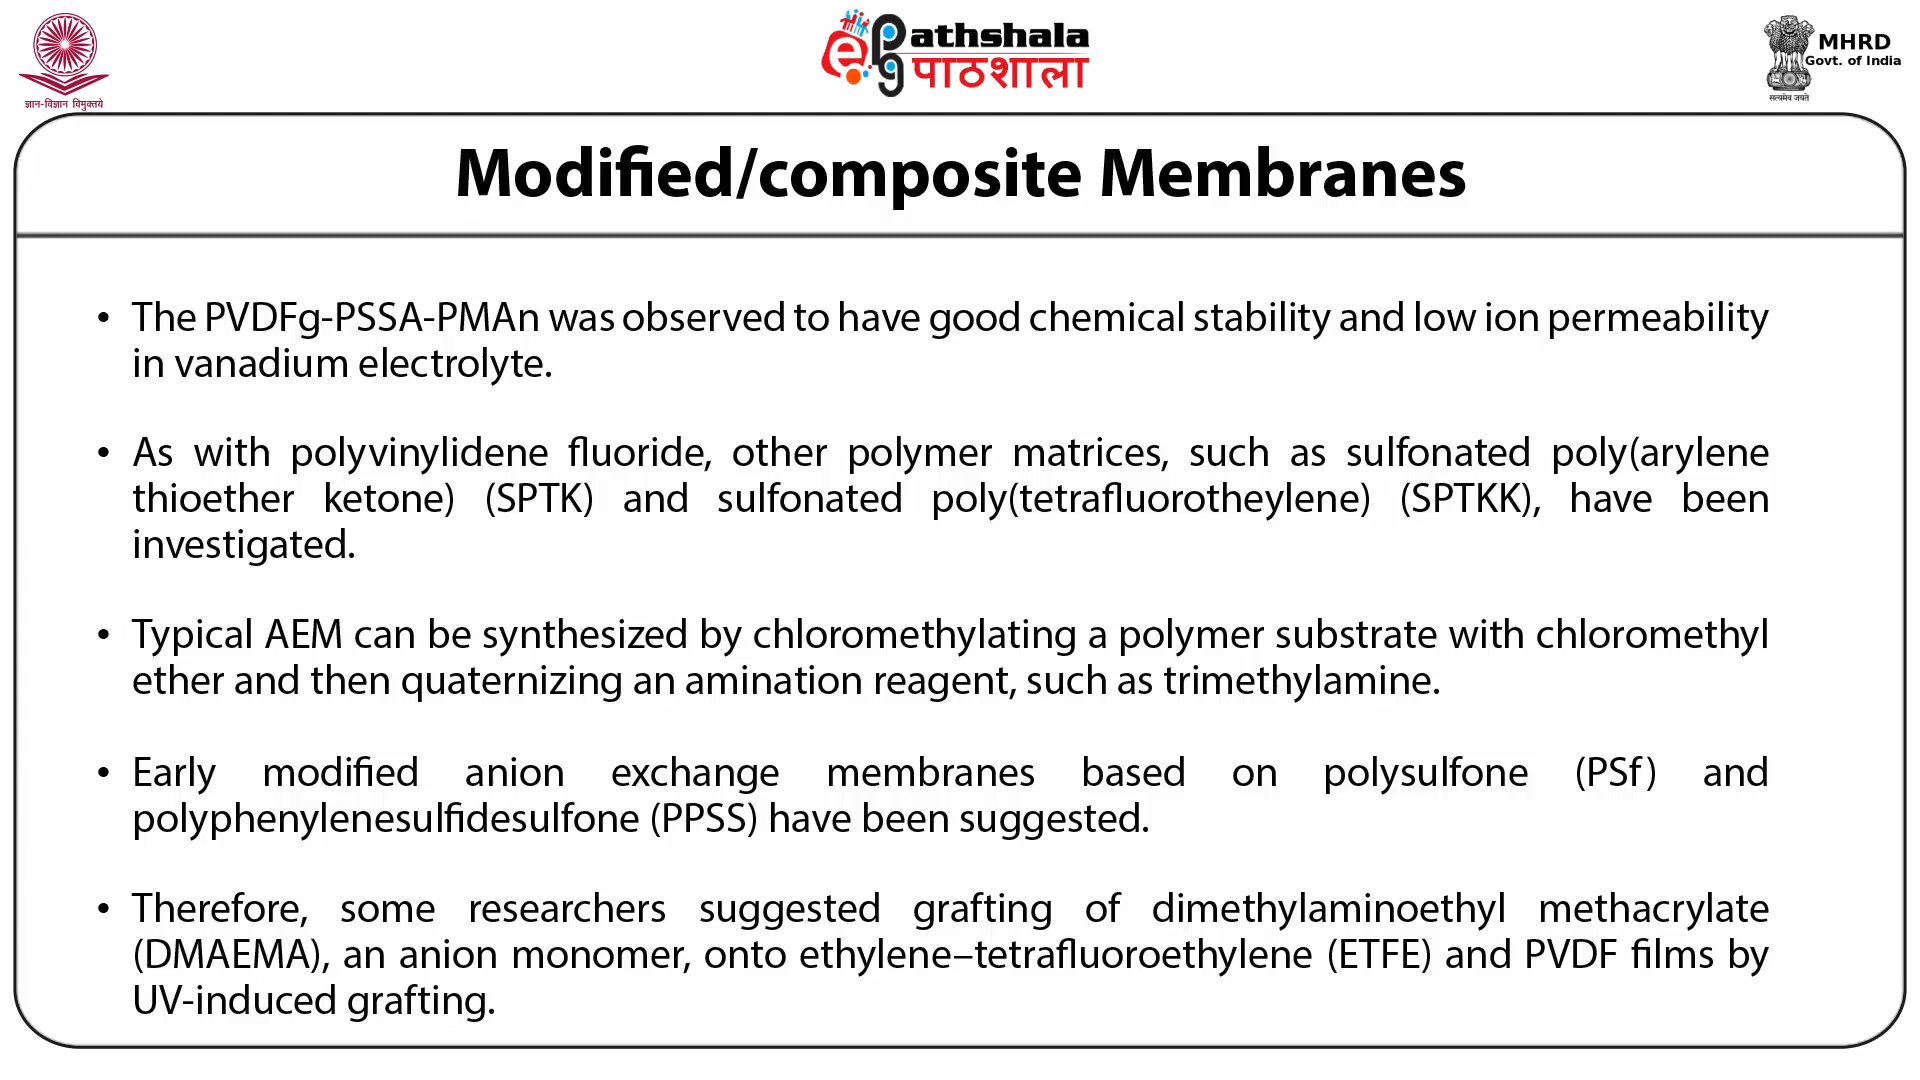 ज्ञान-विज्ञान विमुक्तये
ePathshala
पाठशाला
MHRD
Govt. of India
सत्यमेव जयते
Modified/composite Membranes
• The PVDFg-PSSA-PMAn was observed to have good chemical stability and low ion permeability
in vanadium electrolyte.
• As with polyvinylidene fluoride, other polymer matrices, such as sulfonated poly(arylene
thioether ketone) (SPTK) and sulfonated poly(tetrafluorotheylene) (SPTKK), have been
investigated.
• Typical AEM can be synthesized by chloromethylating a polymer substrate with chloromethyl
ether and then quaternizing an amination reagent, such as trimethylamine.
• Early modified anion exchange membranes based on polysulfone (PSf) and
polyphenylenesulfidesulfone (PPSS) have been suggested.
• Therefore, some researchers suggested grafting of dimethylaminoethyl methacrylate
(DMAEMA), an anion monomer, onto ethylene–tetrafluoroethylene (ETFE) and PVDF films by
UV-induced grafting.